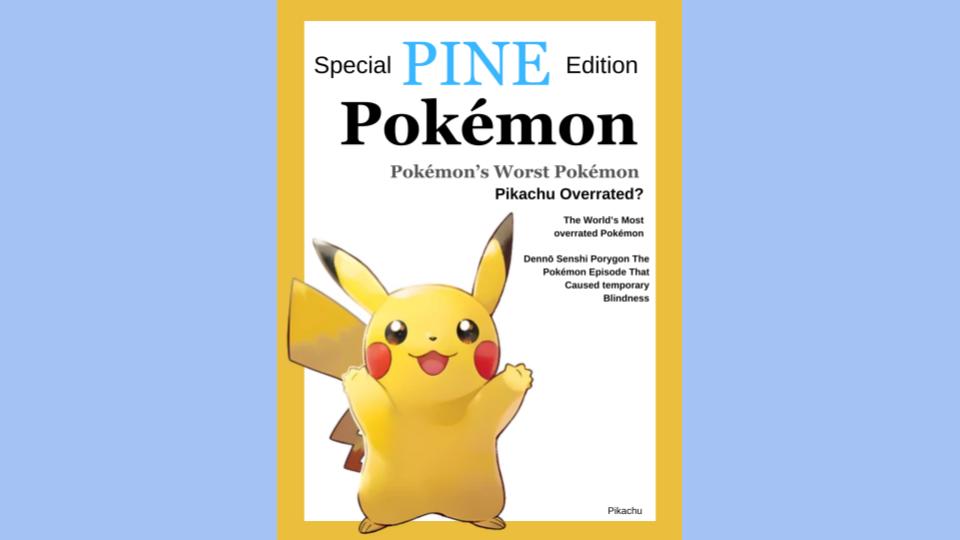 Special PINE Edition
Pokémon
Pokémon's Worst Pokémon
Pikachu Overrated?
The World's Most
overrated Pokémon
Dennō Senshi Porygon The
Pokémon Episode That
Caused temporary
Blindness
Pikachu